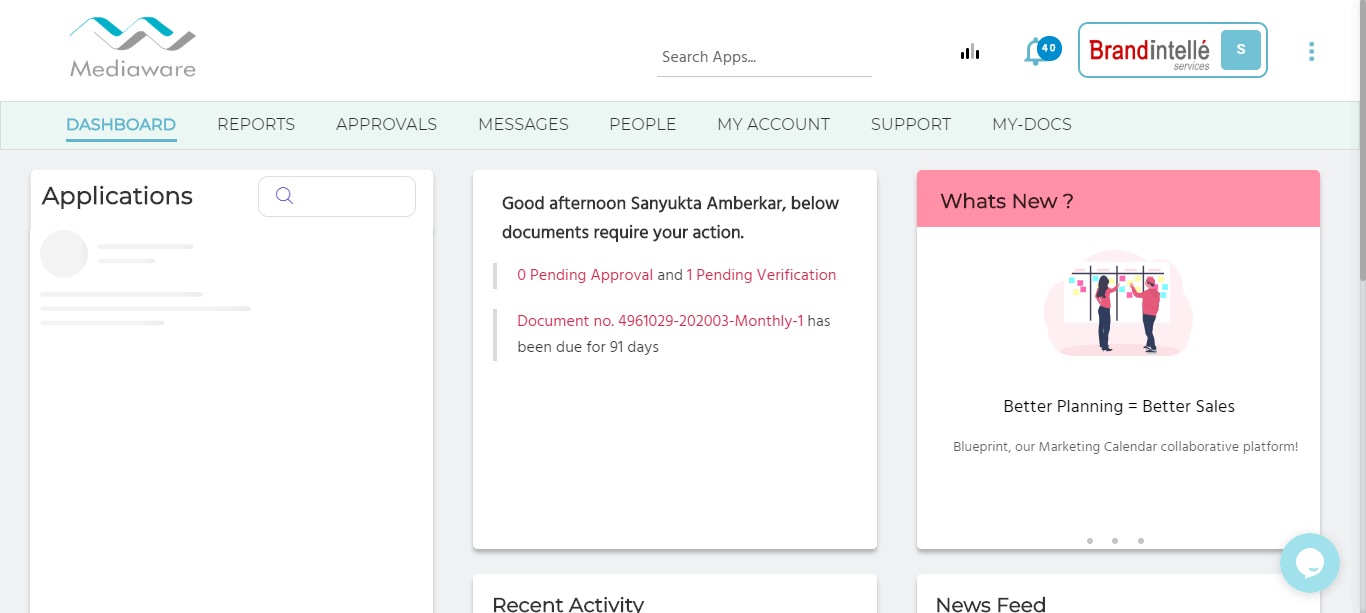 Mediaware
Search Apps...
40
Brandintellé
services
S
DASHBOARD REPORTS APPROVALS MESSAGES PEOPLE MY ACCOUNT SUPPORT MY-DOCS
Applications
Good afternoon Sanyukta Amberkar, below
documents require your action.
0 Pending Approval and 1 Pending Verification
Document no. 4961029-202003-Monthly-1 has
been due for 91 days
Whats New ?
Better Planning = Better Sales
Blueprint, our Marketing Calendar collaborative platform!
Recent Activity
News Feed